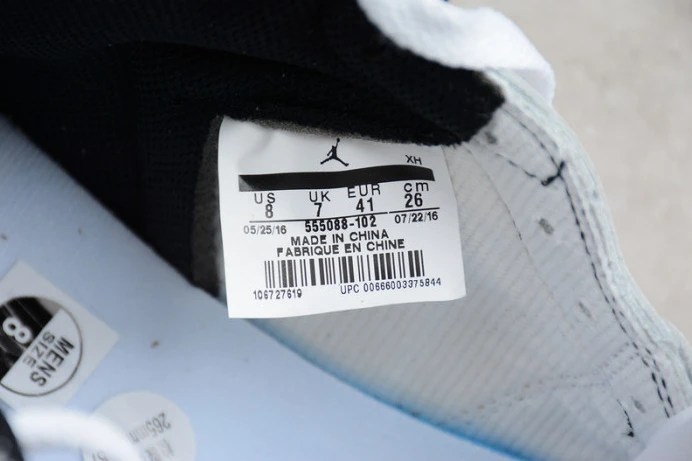 XH
US UK EUR cm
8 7 41 26
05/25/16 555088-102 07/22/16
MADE IN CHINA
FABRIQUE EN CHINE
106727619 UPC 00666003375844
8
MENS
SIZE
265mm